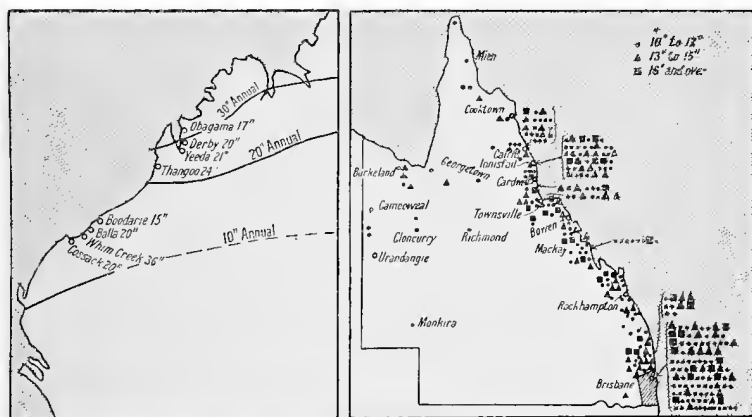 30" Annual
Obagama 17"
Derby 20"
Yeeda 21"
20" Annual
Thangoo 24"
Boodarie 15"
Balla 20"
Whim Creek 36"
Cossack 20"
10" Annual
10" to 12"
13" to 15"
16" and over
Mien
Cooktown
Cairns
Innisfail
Georgetown
Burkeland
Cardwell
Camooweal
Townsville
Cloncurry
Richmond
Bowen
Mackay
Urandangie
Rockhampton
Monkira
Brisbane